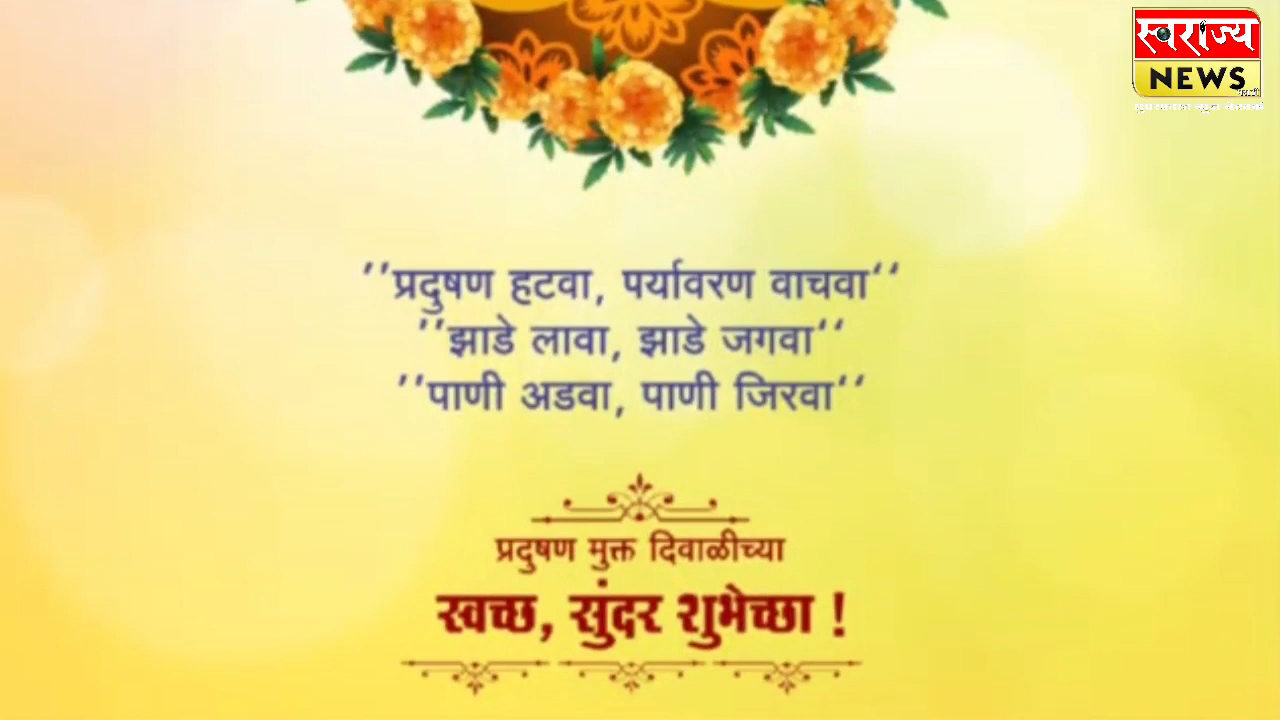 स्वराज्य
NEWS
''प्रदुषण हटवा, पर्यावरण वाचवा‘‘
''झाडे लावा, झाडे जगवा‘‘
''पाणी अडवा, पाणी जिरवा‘‘
प्रदुषण मुक्त दिवाळीच्या
स्वच्छ, सुंदर शुभेच्छा !